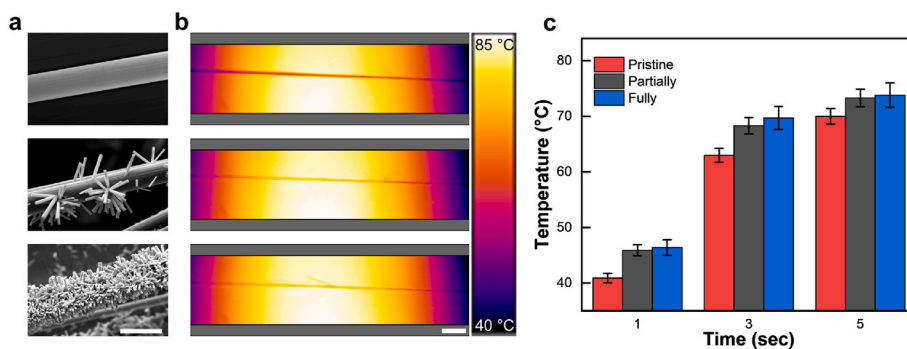 a
b
c
85 °C
40 °C
Pristine
Partially
Fully
Temperature (°C)
80
70
60
50
40
1
3
5
Time (sec)